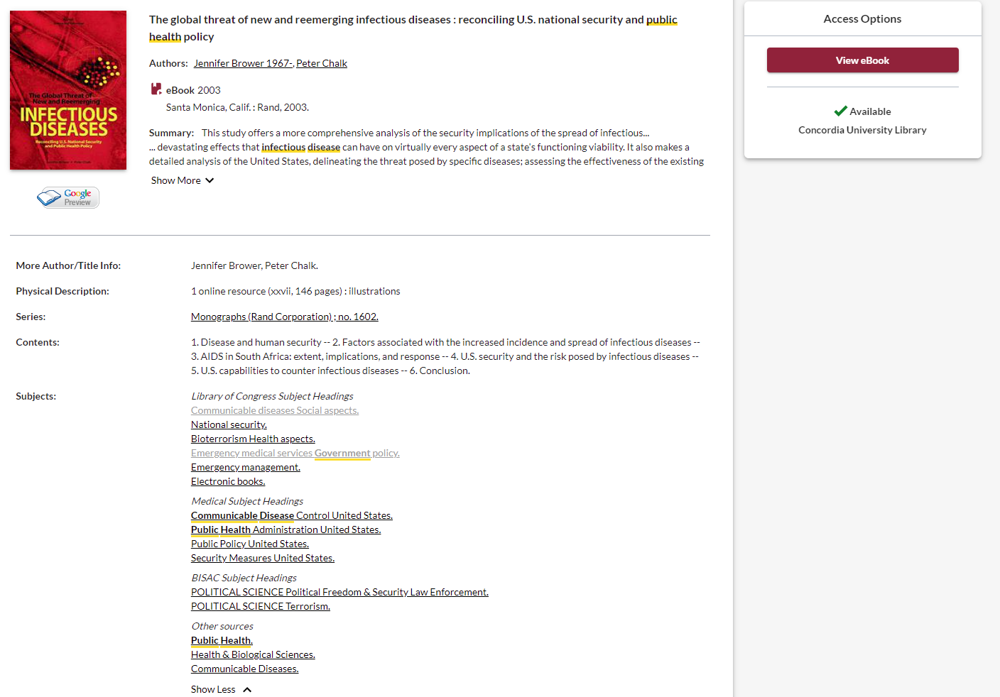 The global threat of new and reemerging infectious diseases : reconciling U.S. national security and public
health policy
Authors: Jennifer Brower 1967-, Peter Chalk
eBook 2003
Santa Monica, Calif. : Rand, 2003.
Summary: This study offers a more comprehensive analysis of the security implications of the spread of infectious...
... devastating effects that infectious disease can have on virtually every aspect of a state's functioning viability. It also makes a
detailed analysis of the United States, delineating the threat posed by specific diseases; assessing the effectiveness of the existing
Show More
The Global Threat of
New and Reemerging
INFECTIOUS
DISEASES
Reconciling U.S. National Security
and Public Health Policy
Google
Preview
Access Options
View eBook
Available
Concordia University Library
More Author/Title Info: Jennifer Brower, Peter Chalk.
Physical Description: 1 online resource (xxvii, 146 pages) : illustrations
Series: Monographs (Rand Corporation) ; no. 1602.
Contents: 1. Disease and human security -- 2. Factors associated with the increased incidence and spread of infectious diseases --
3. AIDS in South Africa: extent, implications, and response -- 4. U.S. security and the risk posed by infectious diseases --
5. U.S. capabilities to counter infectious diseases -- 6. Conclusion.
Subjects: Library of Congress Subject Headings
Communicable diseases Social aspects.
National security.
Bioterrorism Health aspects.
Emergency medical services Government policy.
Emergency management.
Electronic books.
Medical Subject Headings
Communicable Disease Control United States.
Public Health Administration United States.
Public Policy United States.
Security Measures United States.
BISAC Subject Headings
POLITICAL SCIENCE Political Freedom & Security Law Enforcement.
POLITICAL SCIENCE Terrorism.
Other sources
Public Health.
Health & Biological Sciences.
Communicable Diseases.
Show Less